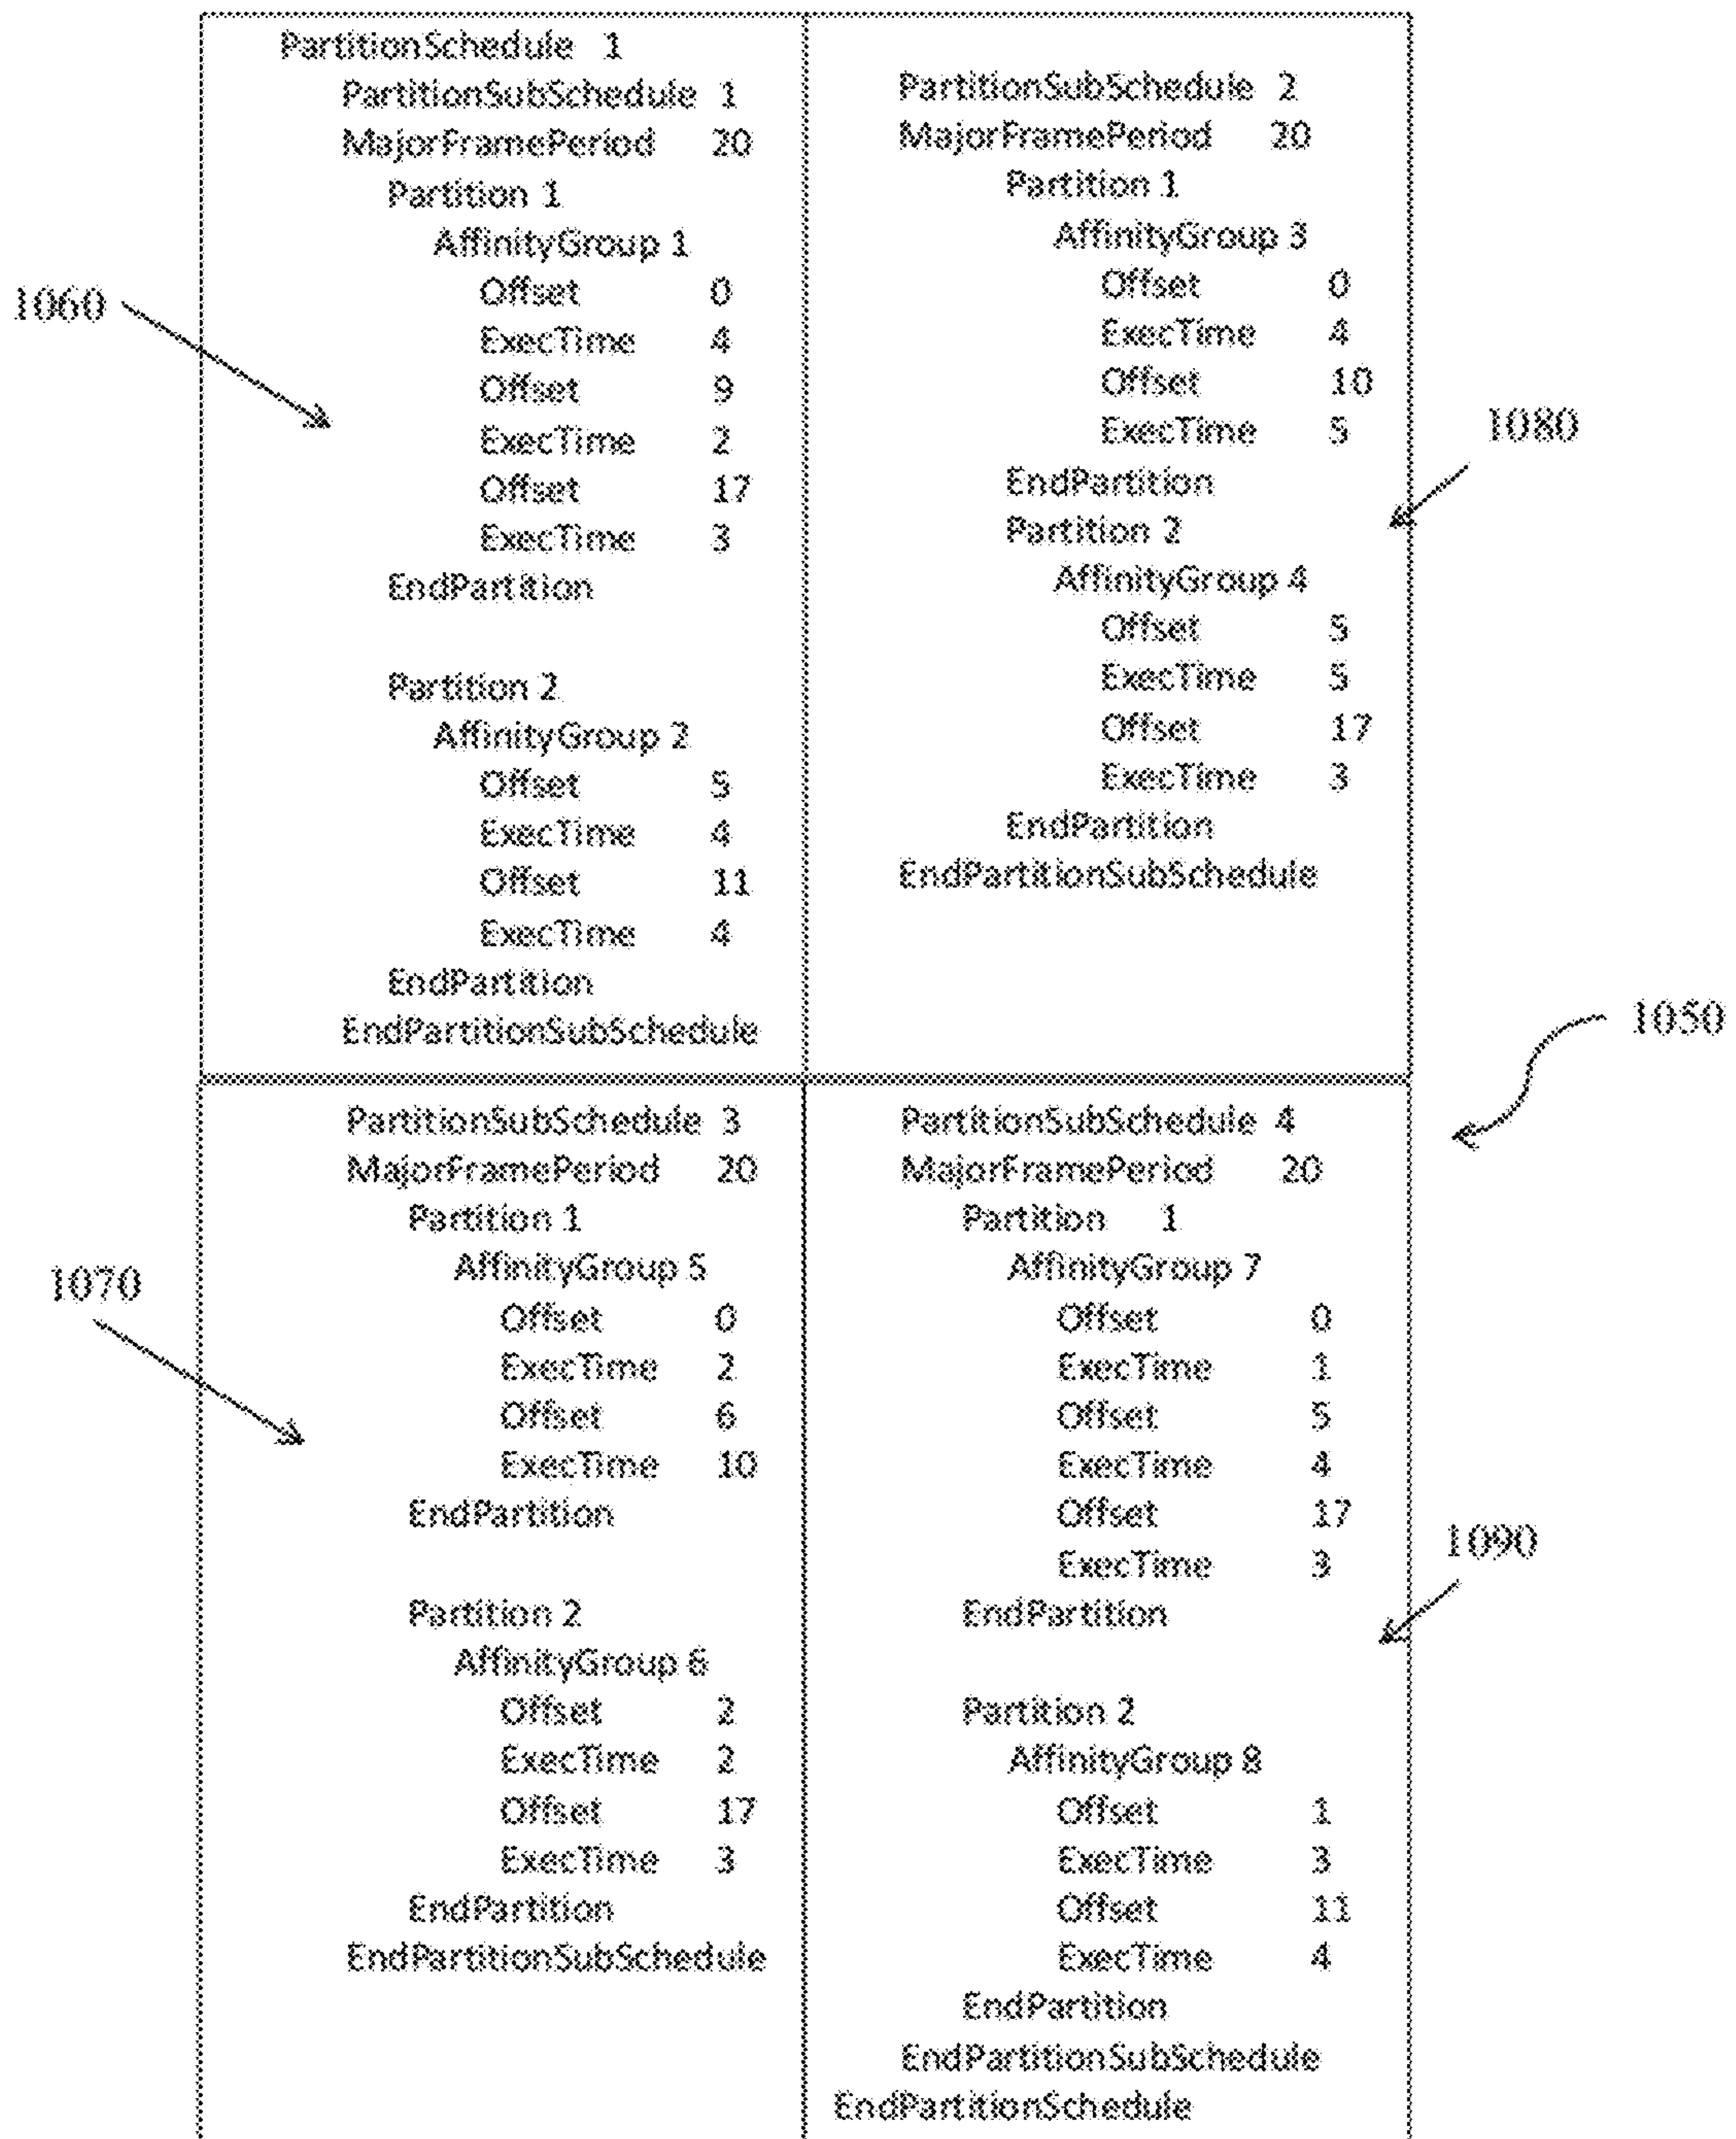 PartitionSchedule 1
PartitionSubSchedule 1
MajorFramePeriod 20
Partition 1
AffinityGroup 1
Offset 0
ExecTime 4
Offset 9
ExecTime 2
Offset 17
ExecTime 3
EndPartition
Partition 2
AffinityGroup 2
Offset 5
ExecTime 4
Offset 11
ExecTime 4
EndPartition
EndPartitionSubSchedule
1060
PartitionSubSchedule 2
MajorFramePeriod 20
Partition 1
AffinityGroup 3
Offset 0
ExecTime 4
Offset 10
ExecTime 5
EndPartition
Partition 2
AffinityGroup 4
Offset 5
ExecTime 5
Offset 17
ExecTime 3
EndPartition
EndPartitionSubSchedule
1080
1050
PartitionSubSchedule 3
MajorFramePeriod 20
Partition 1
AffinityGroup 5
Offset 0
ExecTime 2
Offset 6
ExecTime 10
EndPartition
Partition 2
AffinityGroup 6
Offset 2
ExecTime 2
Offset 17
ExecTime 3
EndPartition
EndPartitionSubSchedule
1070
PartitionSubSchedule 4
MajorFramePeriod 20
Partition 1
AffinityGroup 7
Offset 0
ExecTime 1
Offset 5
ExecTime 4
Offset 17
ExecTime 3
EndPartition
Partition 2
AffinityGroup 8
Offset 1
ExecTime 3
Offset 11
ExecTime 4
EndPartition
EndPartitionSubSchedule
EndPartitionSchedule
1090